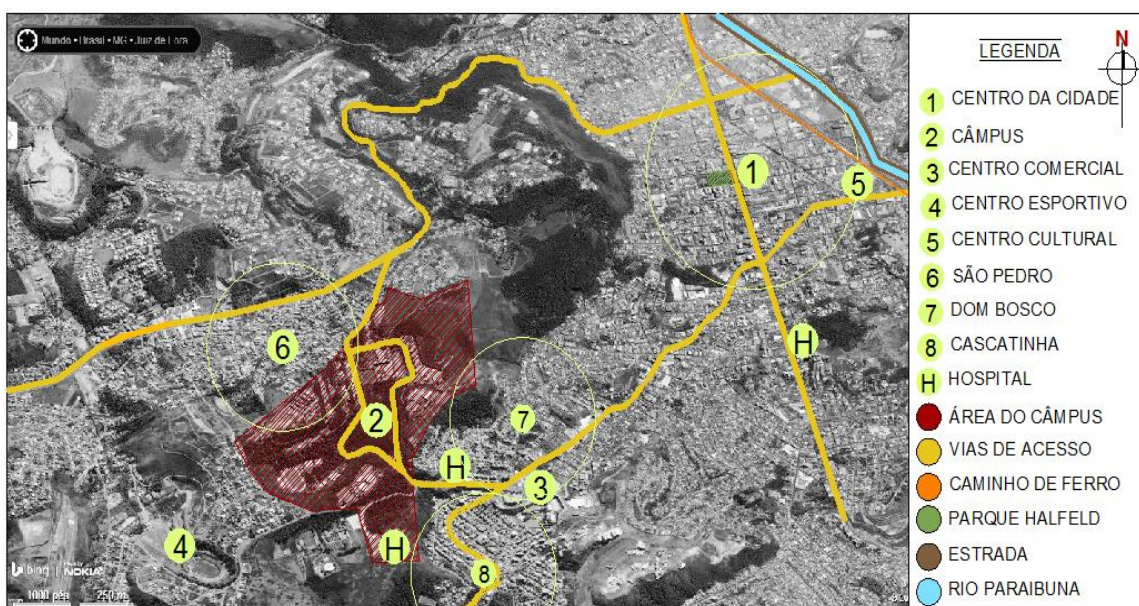 Mundo • Brasil • MG • Juiz de Fora
1
5
6
2
7
H
H
3
4
H
8
bing
NOKIA
1000 pés 250 m
LEGENDA
N
1 CENTRO DA CIDADE
2 CÂMPUS
3 CENTRO COMERCIAL
4 CENTRO ESPORTIVO
5 CENTRO CULTURAL
6 SÃO PEDRO
7 DOM BOSCO
8 CASCATINHA
H HOSPITAL
ÁREA DO CÂMPUS
VIAS DE ACESSO
CAMINHO DE FERRO
PARQUE HALFELD
ESTRADA
RIO PARAIBUNA